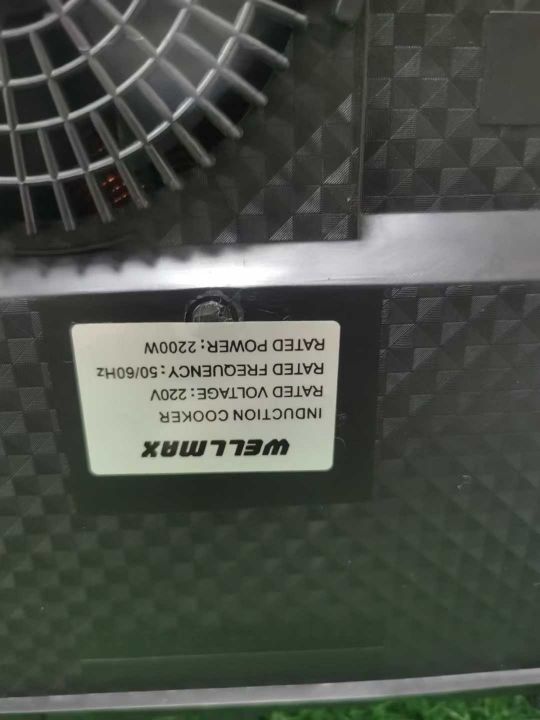 WELLMAX
INDUCTION COOKER
RATED VOLTAGE: 220V
RATED FREQUENCY: 50/60Hz
RATED POWER: 2200W